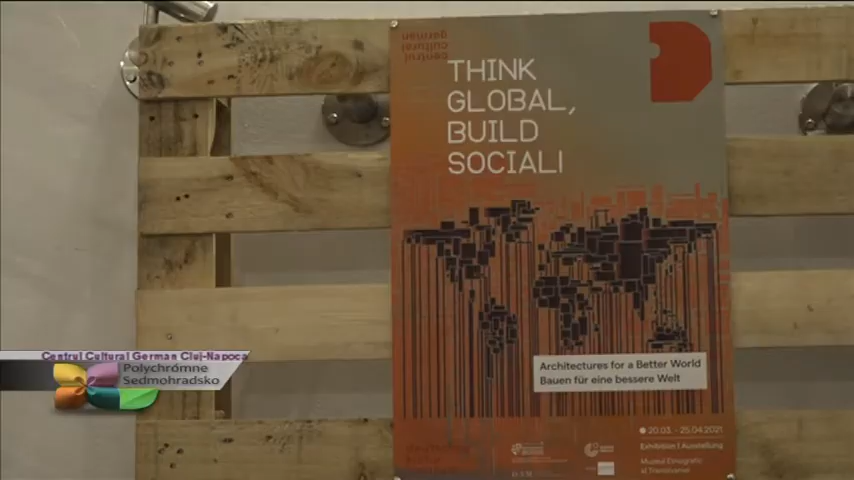 centrul
cultural
german
THINK
GLOBAL,
BUILD
SOCIAL!
Architectures for a Better World
Bauen für eine bessere Welt
20.03. - 25.04.2021
Exhibition | Ausstellung
Muzeul Etnografic
al Transilvaniei
Centrul Cultural German Cluj-Napoca
Polychrómne
Sedmohradsko